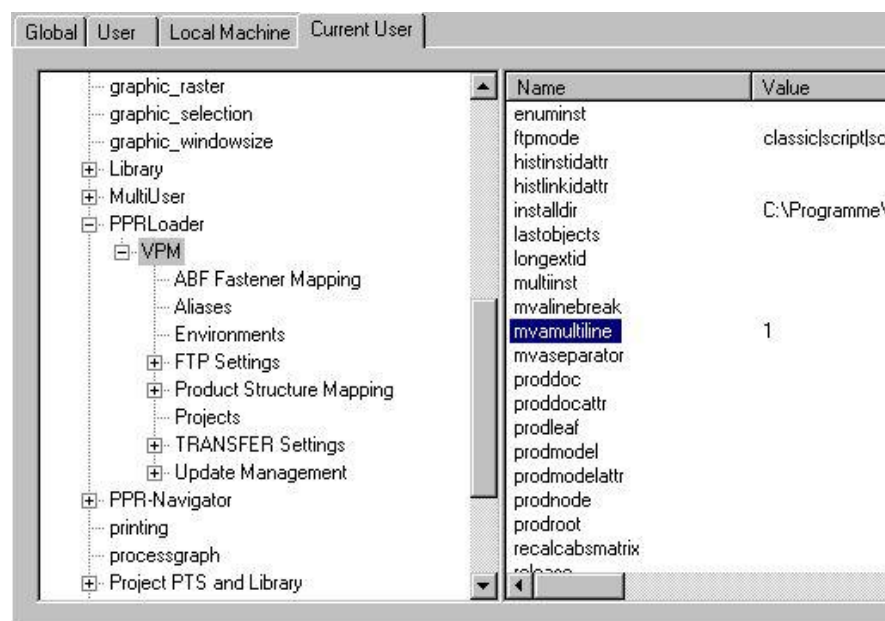 Global User Local Machine Current User
graphic_raster
graphic_selection
graphic_windowsize
Library
MultiUser
PPRLoader
VPM
ABF Fastener Mapping
Aliases
Environments
FTP Settings
Product Structure Mapping
Projects
TRANSFER Settings
Update Management
PPR-Navigator
printing
processgraph
Project PTS and Library
Name Value
enuminst
ftpmode classic|script|sc
histinstidattr
histlinkidattr
installdir C:\Programme\
lastobjects
longextid
multiinst
mvalinebreak
mvamultiline 1
mvaseparator
proddoc
proddocattr
prodleaf
prodmodel
prodmodelattr
prodnode
prodroot
recalcabsmatrix
release